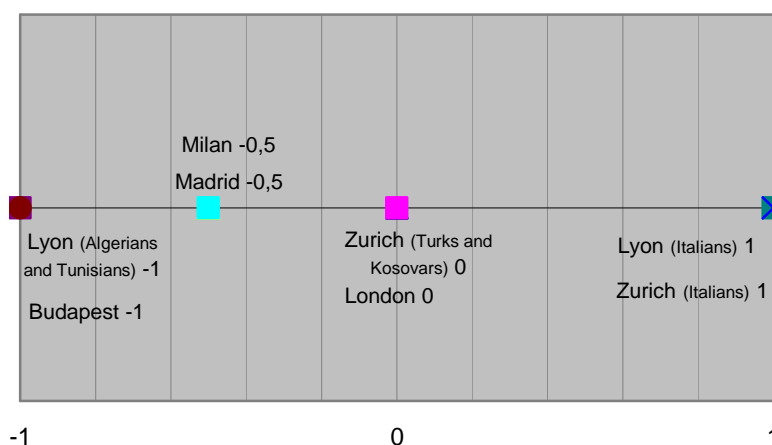 Milan -0,5
Madrid -0,5
Lyon (Algerians
and Tunisians) -1
Budapest -1
Zurich (Turks and
Kosovars) 0
London 0
Lyon (Italians) 1
Zurich (Italians) 1
-1
0
1